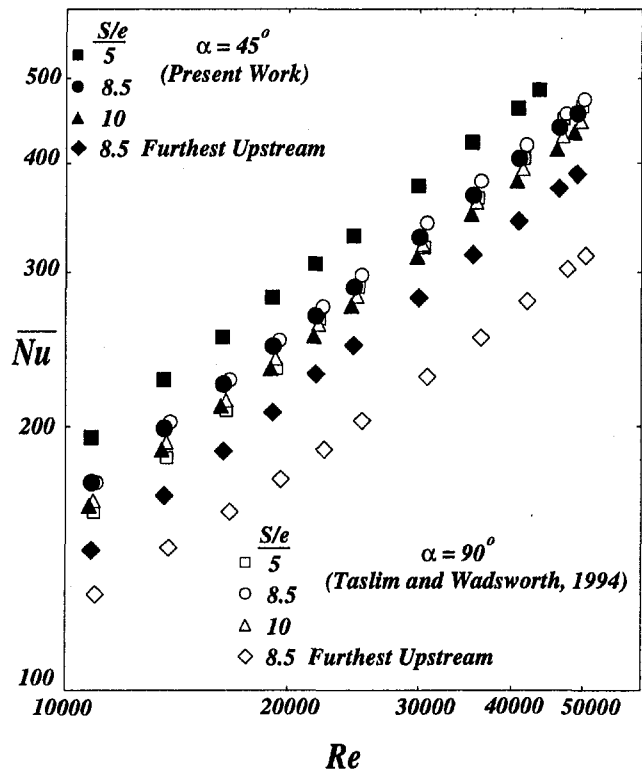 S/e
5
8.5
10
8.5 Furthest Upstream
α = 45°
(Present Work)
500
400
300
200
100
Nu
S/e
5
8.5
10
8.5 Furthest Upstream
α = 90°
(Taslim and Wadsworth, 1994)
10000 20000 30000 40000 50000
Re